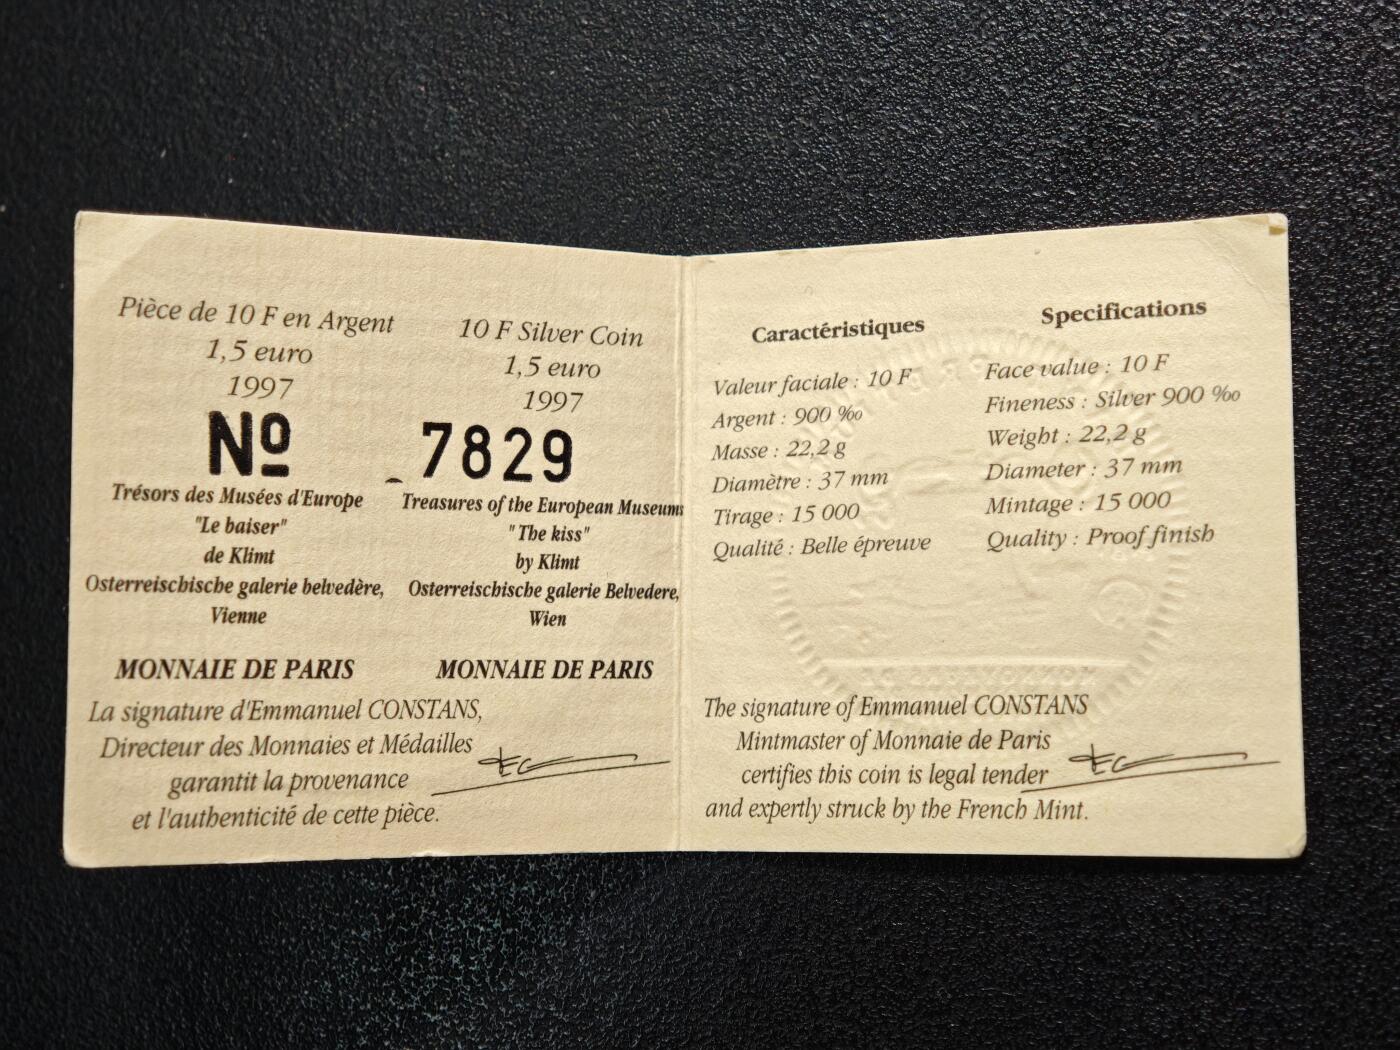 Pièce de 10 F en Argent
1,5 euro
1997
10 F Silver Coin
1,5 euro
1997
Nº 7829
Trésors des Musées d'Europe
"Le baiser"
de Klimt
Osterreischische galerie belvedère,
Vienne
Treasures of the European Museums
"The kiss"
by Klimt
Osterreischische galerie Belvedere,
Wien
MONNAIE DE PARIS
MONNAIE DE PARIS
La signature d'Emmanuel CONSTANS,
Directeur des Monnaies et Médailles
garantit la provenance
et l'authenticité de cette pièce.
Caractéristiques
Valeur faciale : 10 F
Argent : 900 ‰
Masse : 22,2 g
Diamètre : 37 mm
Tirage : 15 000
Qualité : Belle épreuve
Specifications
Face value : 10 F
Fineness : Silver 900 ‰
Weight : 22,2 g
Diameter : 37 mm
Mintage : 15 000
Quality : Proof finish
The signature of Emmanuel CONSTANS
Mintmaster of Monnaie de Paris
certifies this coin is legal tender
and expertly struck by the French Mint.